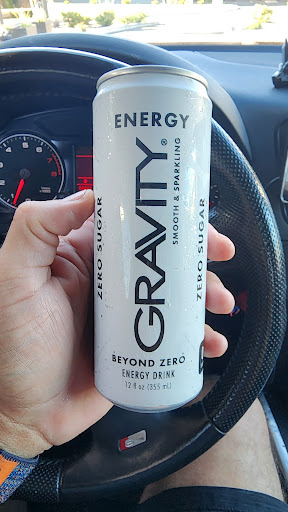 ENERGY
GRAVITY®
SMOOTH & SPARKLING
ZERO SUGAR
ZERO SUGAR
BEYOND ZERO
ENERGY DRINK
12 fl oz (355 mL)